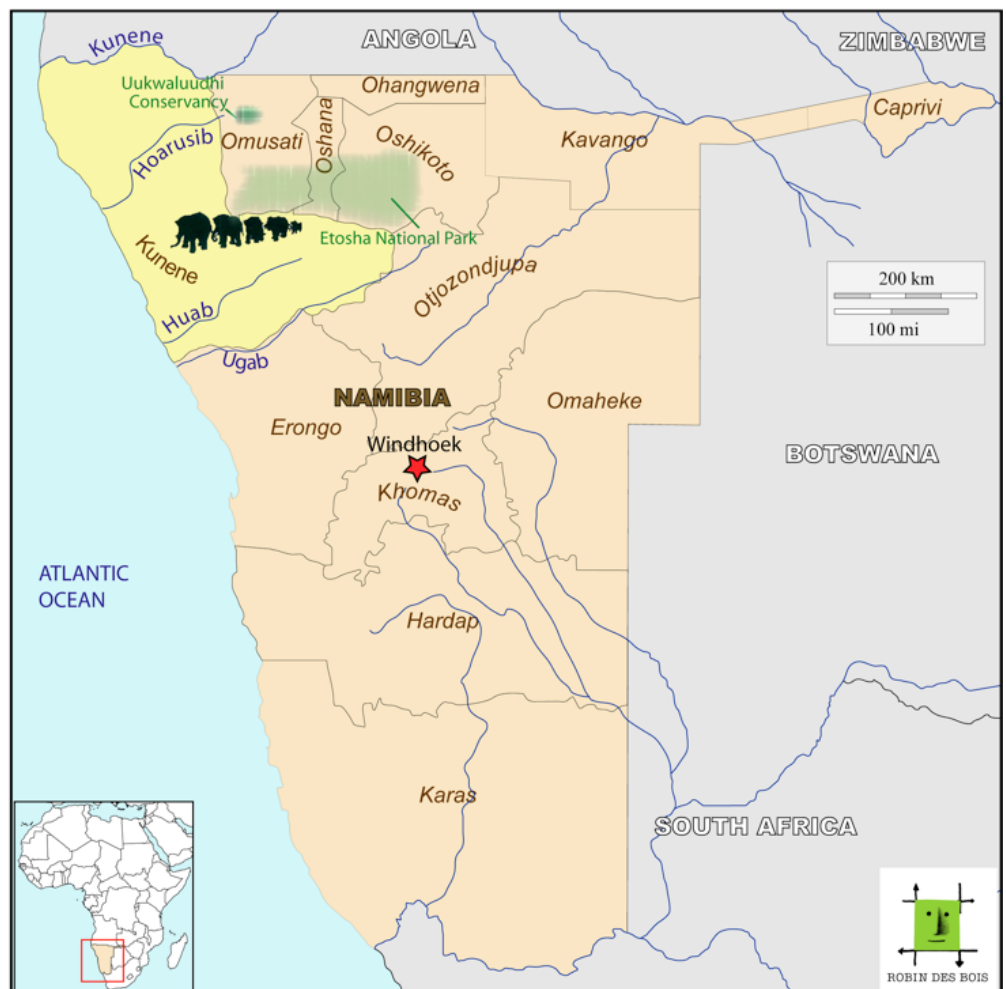 Kunene
ANGOLA
ZIMBABWE
Uukwaluudhi
Conservancy
Ohangwena
Caprivi
Hoarusib
Omusati
Oshana
Oshikoto
Kavango
Etosha National Park
Kunene
Otjozondjupa
200 km
100 mi
Huab
Ugab
NAMIBIA
Erongo
Omaheke
Windhoek
BOTSWANA
Khomas
ATLANTIC
OCEAN
Hardap
Karas
SOUTH AFRICA
ROBIN DES BOIS